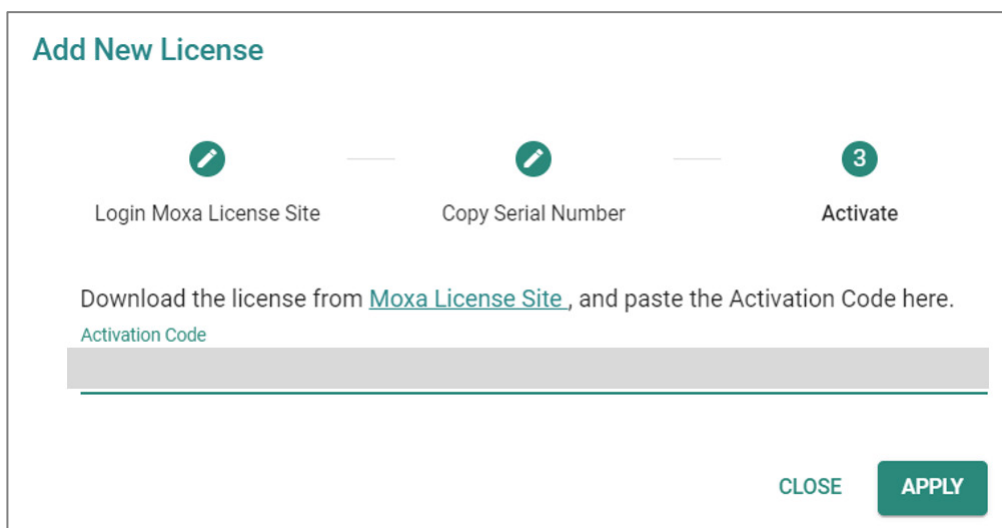 Add New License
3
Login Moxa License Site
Copy Serial Number
Activate
Download the license from Moxa License Site , and paste the Activation Code here.
Activation Code
CLOSE
APPLY